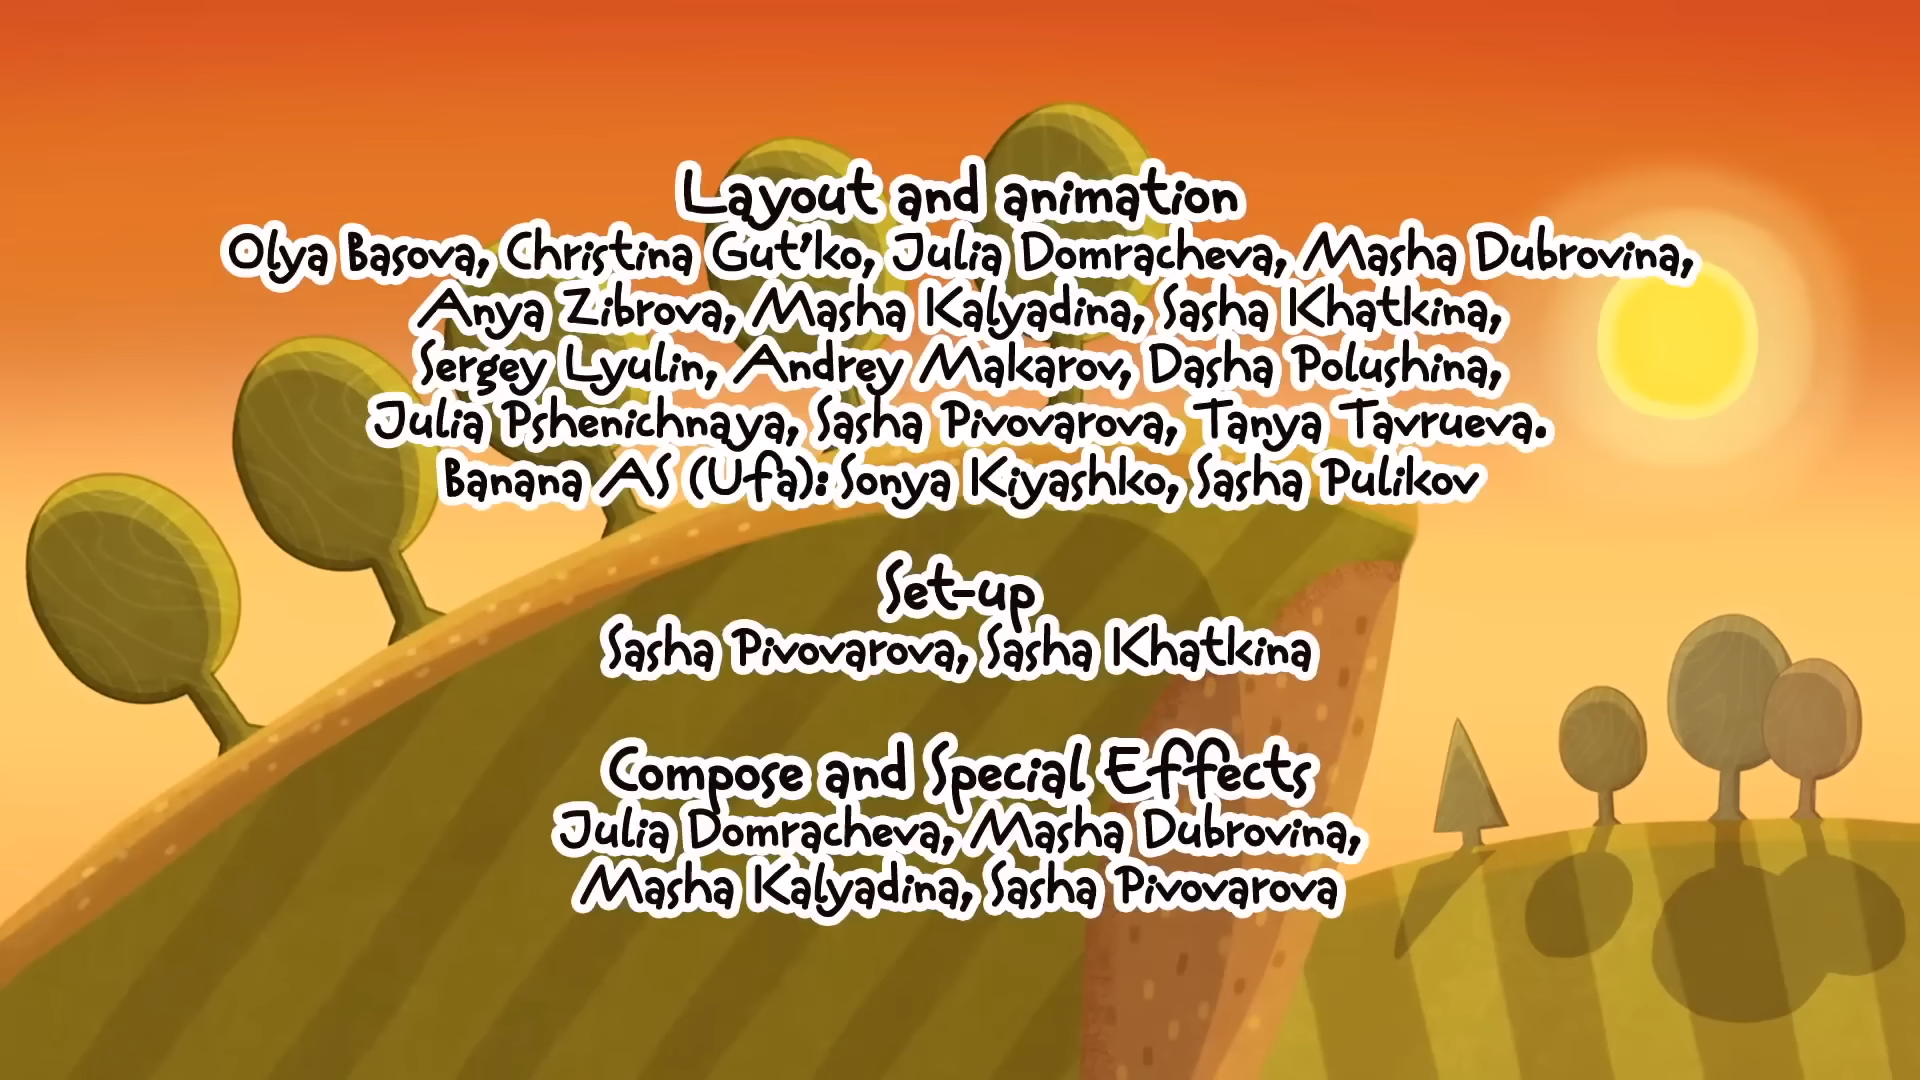 Layout and animation
Olya Basova, Christina Gut'ko, Julia Domracheva, Masha Dubrovina,
Anya Zibrova, Masha Kalyadina, Sasha Khatkina,
Sergey Lyulin, Andrey Makarov, Dasha Polushina,
Julia Pshenichnaya, Sasha Pivovarova, Tanya Tavrueva.
Banana AS (Ufa): Sonya Kiyashko, Sasha Pulikov
Set-up
Sasha Pivovarova, Sasha Khatkina
Compose and Special Effects
Julia Domracheva, Masha Dubrovina,
Masha Kalyadina, Sasha Pivovarova